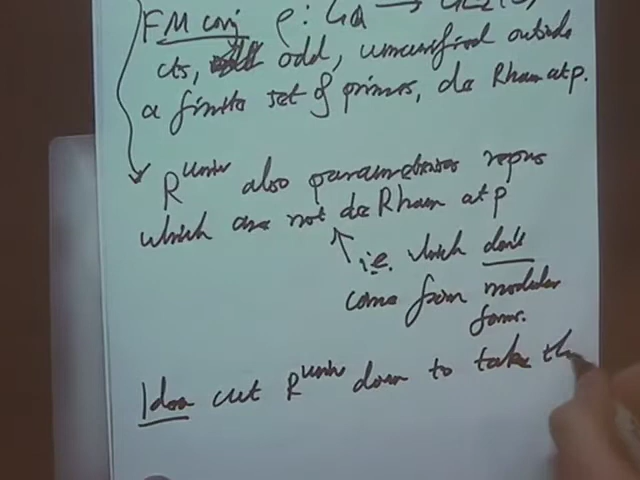 FM conj ρ: G_Q → GL_2(
cts, odd, unramified outside
a finite set of primes, de Rham at p.
R^univ also parametrises repns
which are not de Rham at p
i.e. which don't
come from modular
forms.
Idea cut R^univ down to take th